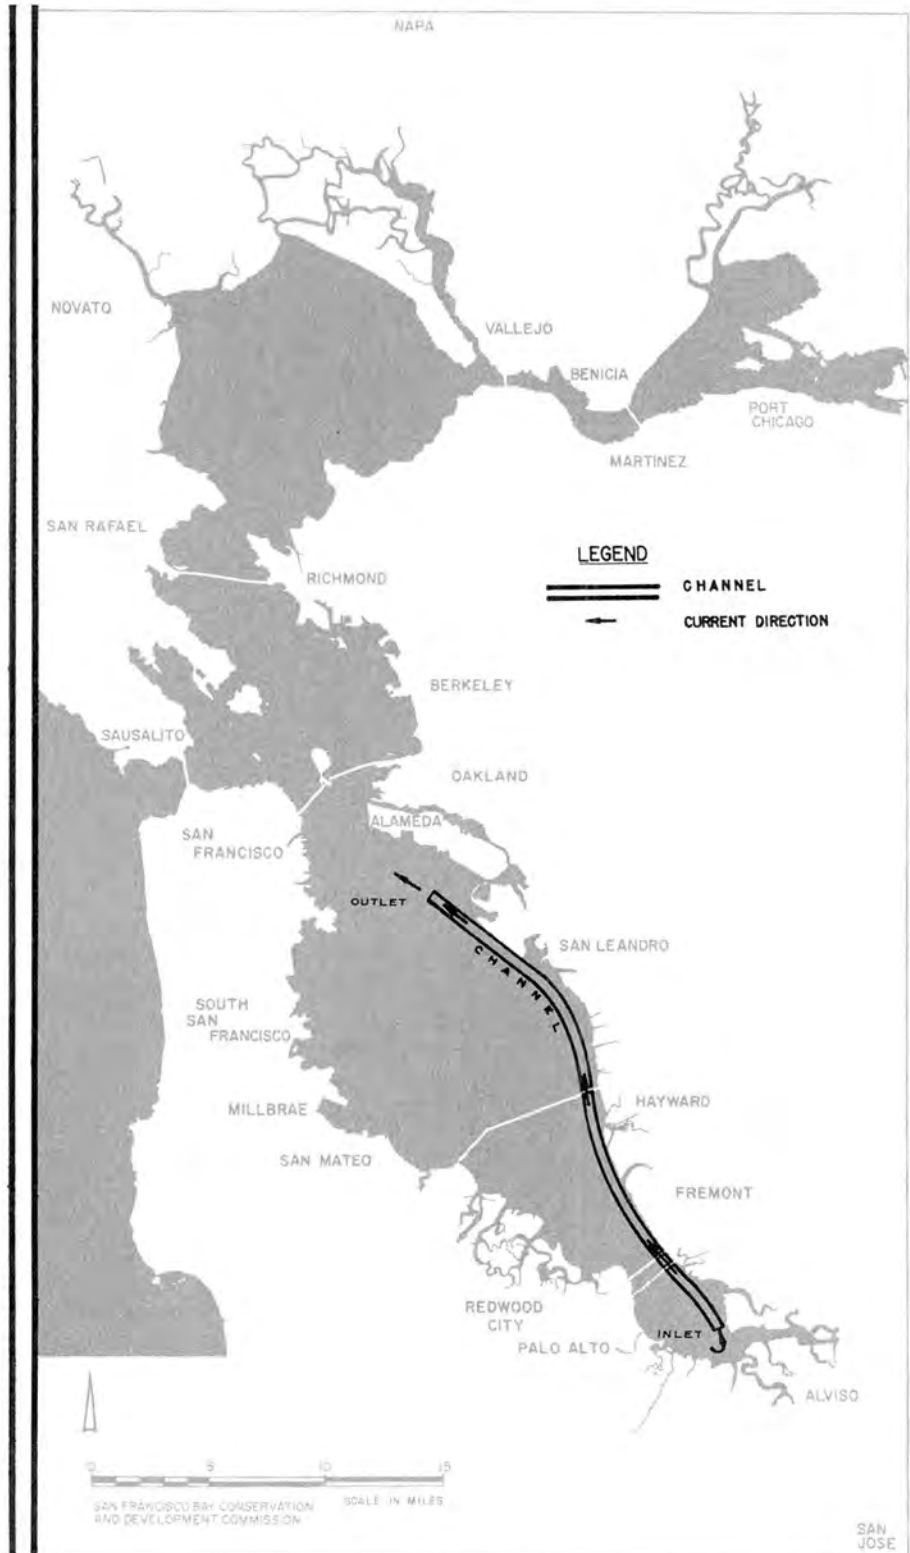 NAPA
NOVATO
VALLEJO
BENICIA
PORT
CHICAGO
MARTINEZ
SAN RAFAEL
LEGEND
RICHMOND
CHANNEL
CURRENT DIRECTION
BERKELEY
SAUSALITO
OAKLAND
ALAMEDA
SAN
FRANCISCO
OUTLET
SAN LEANDRO
CHANNEL
SOUTH
SAN
FRANCISCO
MILLBRAE
HAYWARD
SAN MATEO
FREMONT
REDWOOD
CITY
INLET
PALO ALTO
ALVISO
0 5 10 15
SCALE IN MILES
SAN FRANCISCO BAY CONSERVATION
AND DEVELOPMENT COMMISSION
SAN
JOSE